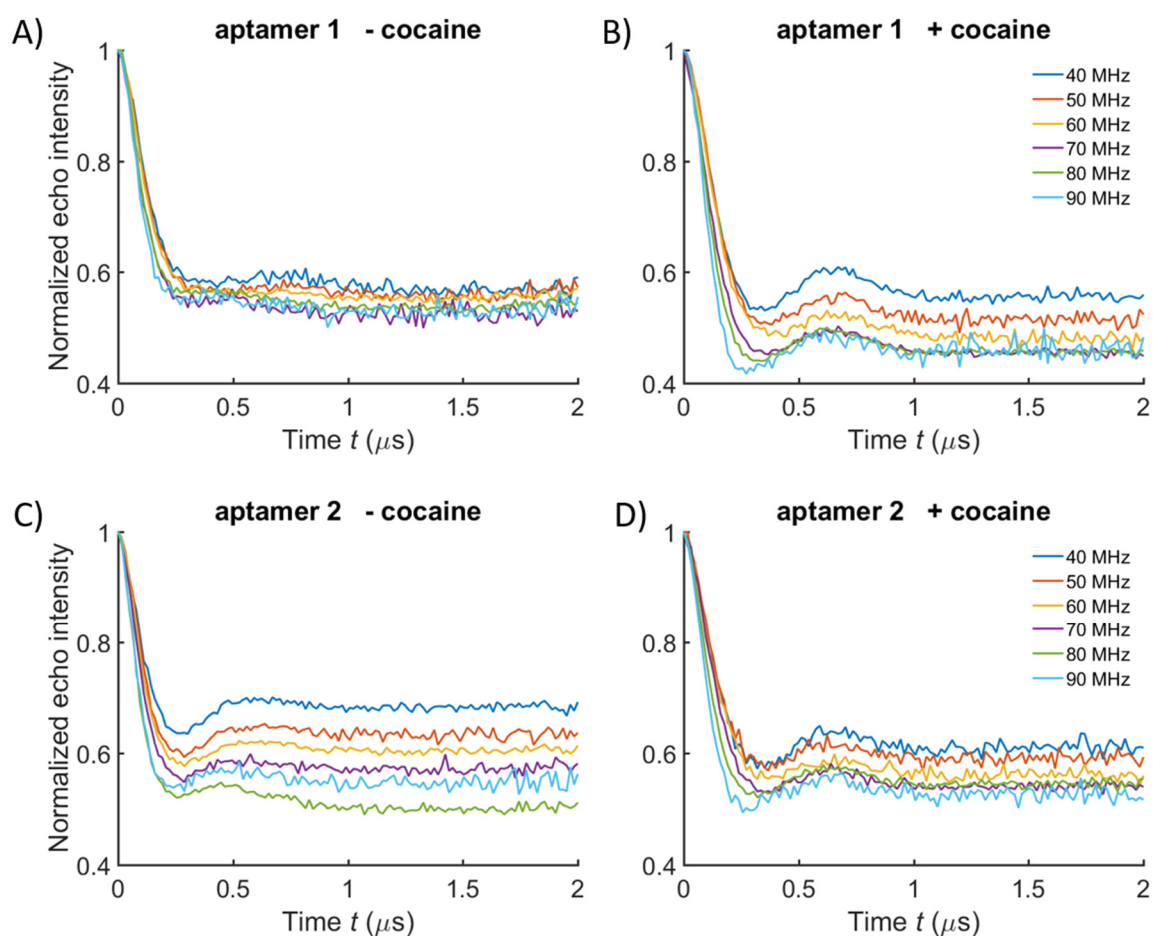 A) aptamer 1 - cocaine
Normalized echo intensity
1
0.8
0.6
0.4
0 0.5 1 1.5 2
Time t (μs)
B) aptamer 1 + cocaine
40 MHz
50 MHz
60 MHz
70 MHz
80 MHz
90 MHz
1
0.8
0.6
0.4
0 0.5 1 1.5 2
Time t (μs)
C) aptamer 2 - cocaine
Normalized echo intensity
1
0.8
0.6
0.4
0 0.5 1 1.5 2
Time t (μs)
D) aptamer 2 + cocaine
40 MHz
50 MHz
60 MHz
70 MHz
80 MHz
90 MHz
1
0.8
0.6
0.4
0 0.5 1 1.5 2
Time t (μs)